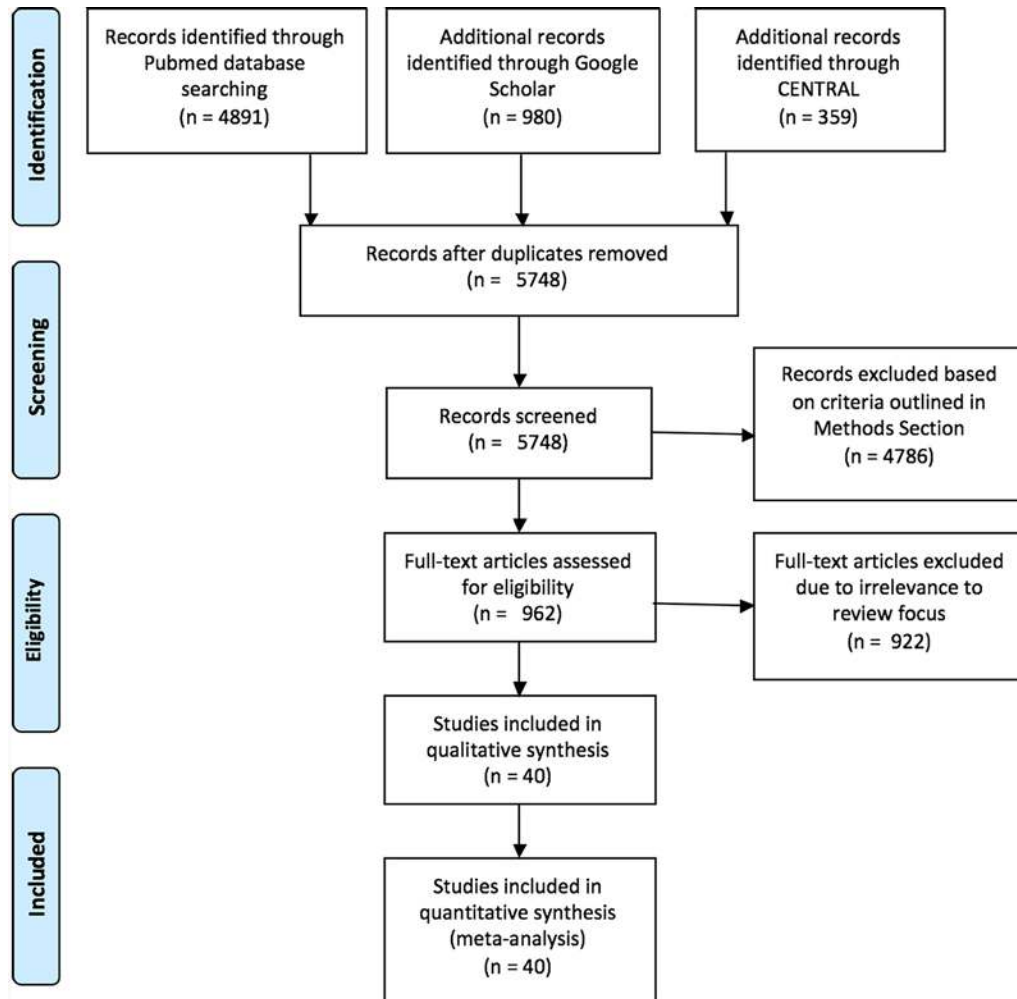 Identification
Records identified through
Pubmed database
searching
(n = 4891)
Additional records
identified through Google
Scholar
(n = 980)
Additional records
identified through
CENTRAL
(n = 359)
Records after duplicates removed
(n = 5748)
Screening
Records screened
(n = 5748)
Records excluded based
on criteria outlined in
Methods Section
(n = 4786)
Eligibility
Full-text articles assessed
for eligibility
(n = 962)
Full-text articles excluded
due to irrelevance to
review focus
(n = 922)
Studies included in
qualitative synthesis
(n = 40)
Included
Studies included in
quantitative synthesis
(meta-analysis)
(n = 40)